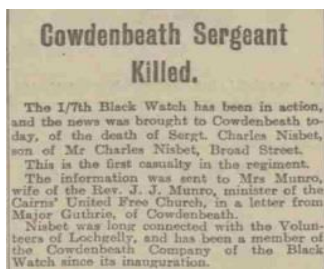 Cowdenbeath Sergeant
Killed.
The 1/7th Black Watch has been in action,
and the news was brought to Cowdenbeath to-
day, of the death of Sergt. Charles Nisbet,
son of Mr Charles Nisbet, Broad Street.
This is the first casualty in the regiment.
The information was sent to Mrs Munro,
wife of the Rev. J. J. Munro, minister of the
Cairns' United Free Church, in a letter from
Major Guthrie, of Cowdenbeath.
Nisbet was long connected with the Volun-
teers of Lochgelly, and has been a member of
the Cowdenbeath Company of the Black
Watch since its inauguration.